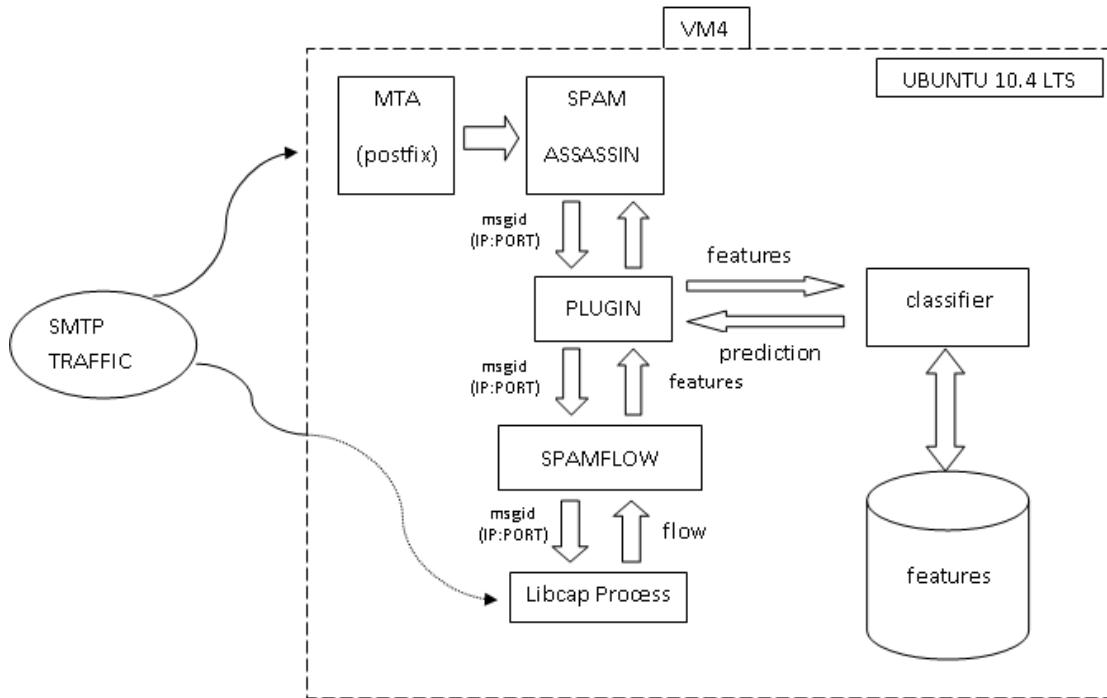 VM4
UBUNTU 10.4 LTS
MTA
(postfix)
SPAM
ASSASSIN
msgid
(IP:PORT)
features
PLUGIN
classifier
SMTP
TRAFFIC
prediction
msgid
(IP:PORT)
features
SPAMFLOW
msgid
(IP:PORT)
flow
features
Libcap Process